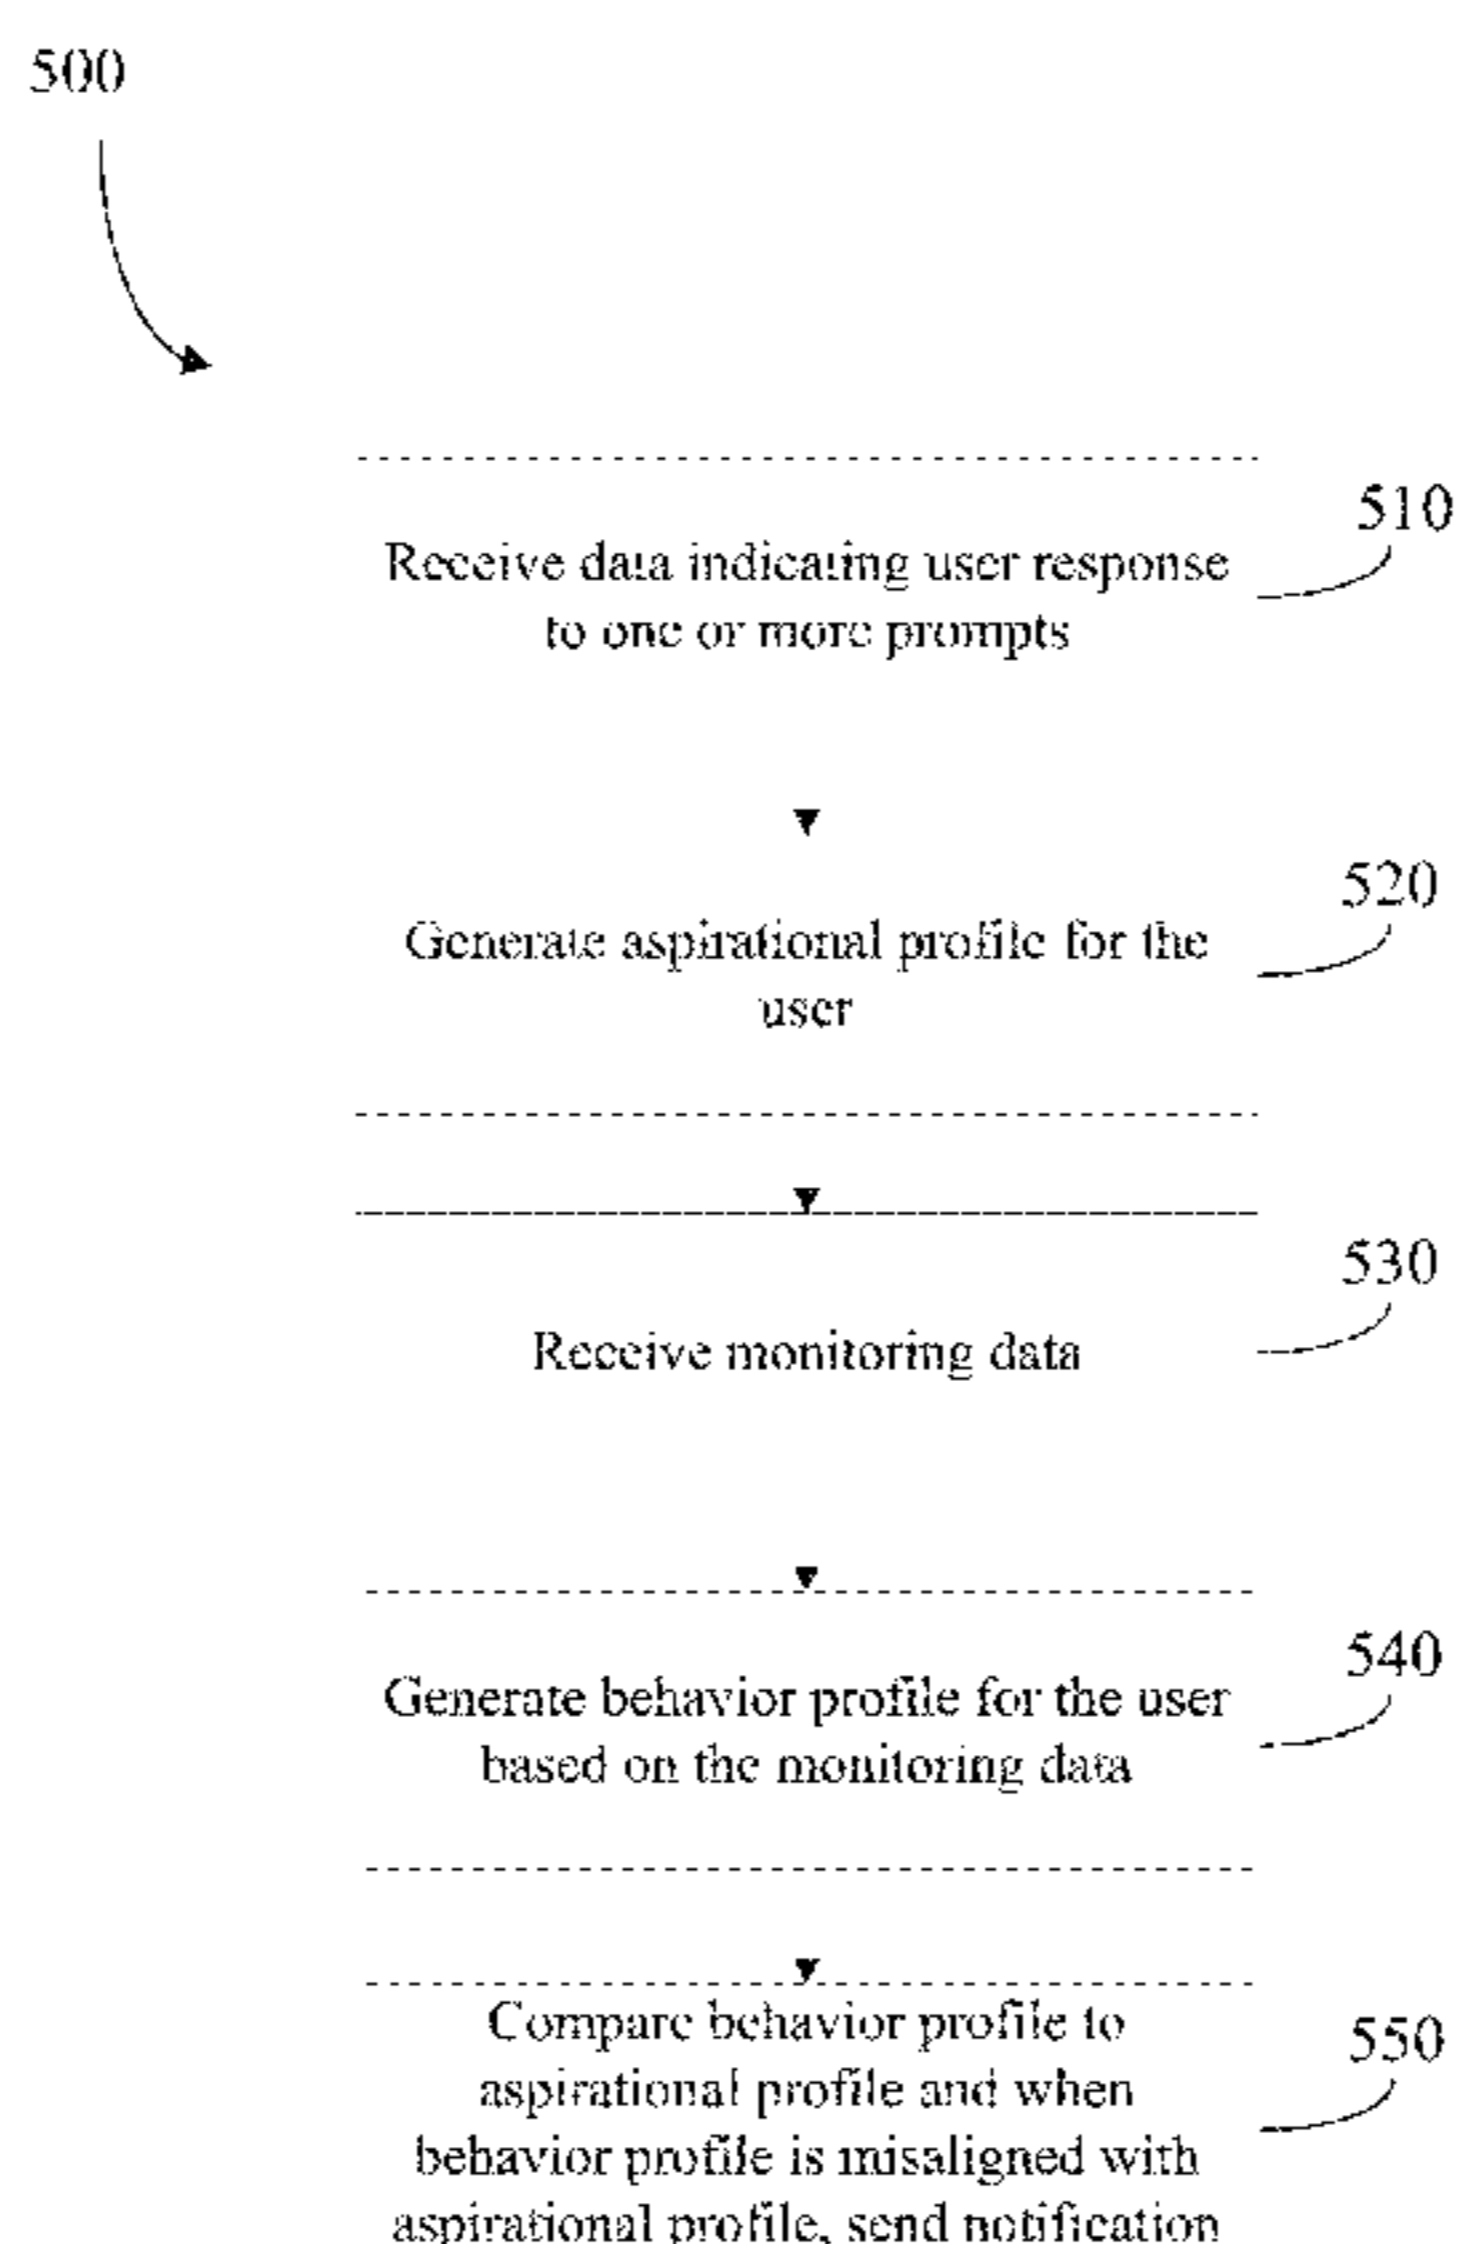 500
510
Receive data indicating user response
to one or more prompts
520
Generate aspirational profile for the
user
530
Receive monitoring data
540
Generate behavior profile for the user
based on the monitoring data
550
Compare behavior profile to
aspirational profile and when
behavior profile is misaligned with
aspirational profile, send notification